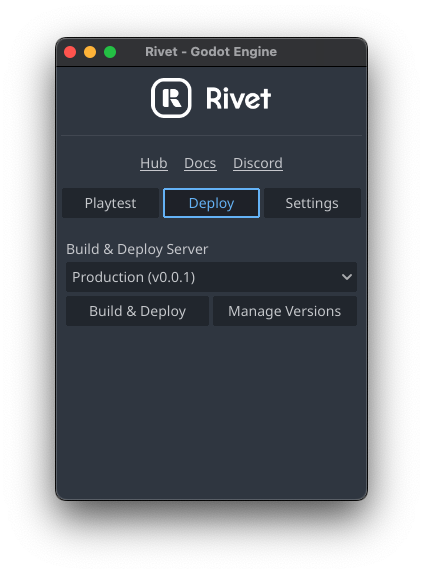 Rivet - Godot Engine
Rivet
Hub Docs Discord
Playtest Deploy Settings
Build & Deploy Server
Production (v0.0.1)
Build & Deploy Manage Versions